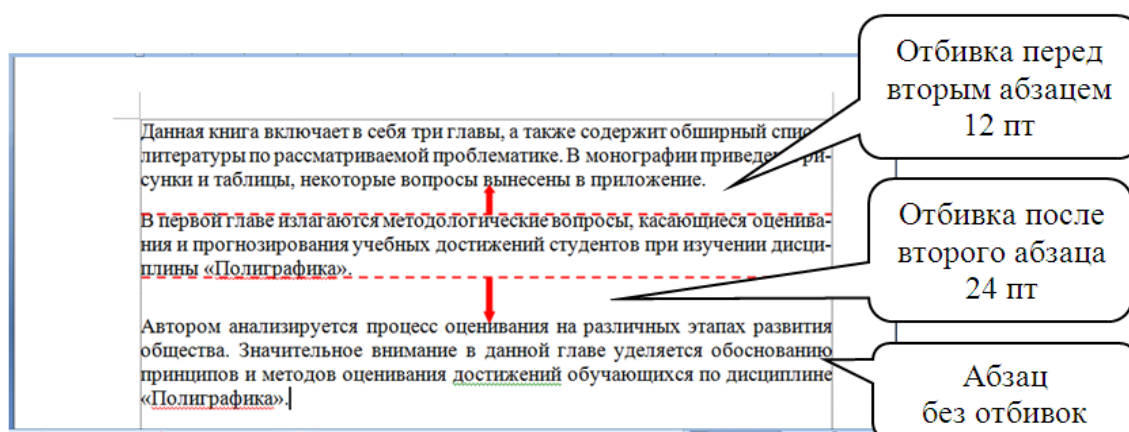 Отбивка перед
вторым абзацем
12 пт
Данная книга включает в себя три главы, а также содержит обширный
литературы по рассматриваемой проблематике. В монографии
сунки и таблицы, некоторые вопросы вынесены в приложение.
В первой главе излагаются методологические вопросы, касающиеся оценива-
ния и прогнозирования учебных достижений студентов при изучении дисци-
плины «Полиграфика».
Отбивка после
второго абзаца
24 пт
Автором анализируется процесс оценивания на различных этапах развития
общества. Значительное внимание в данной главе уделяется обоснованию
принципов и методов оценивания достижений обучающихся по дисциплине
«Полиграфика».
Абзац
без отбивок